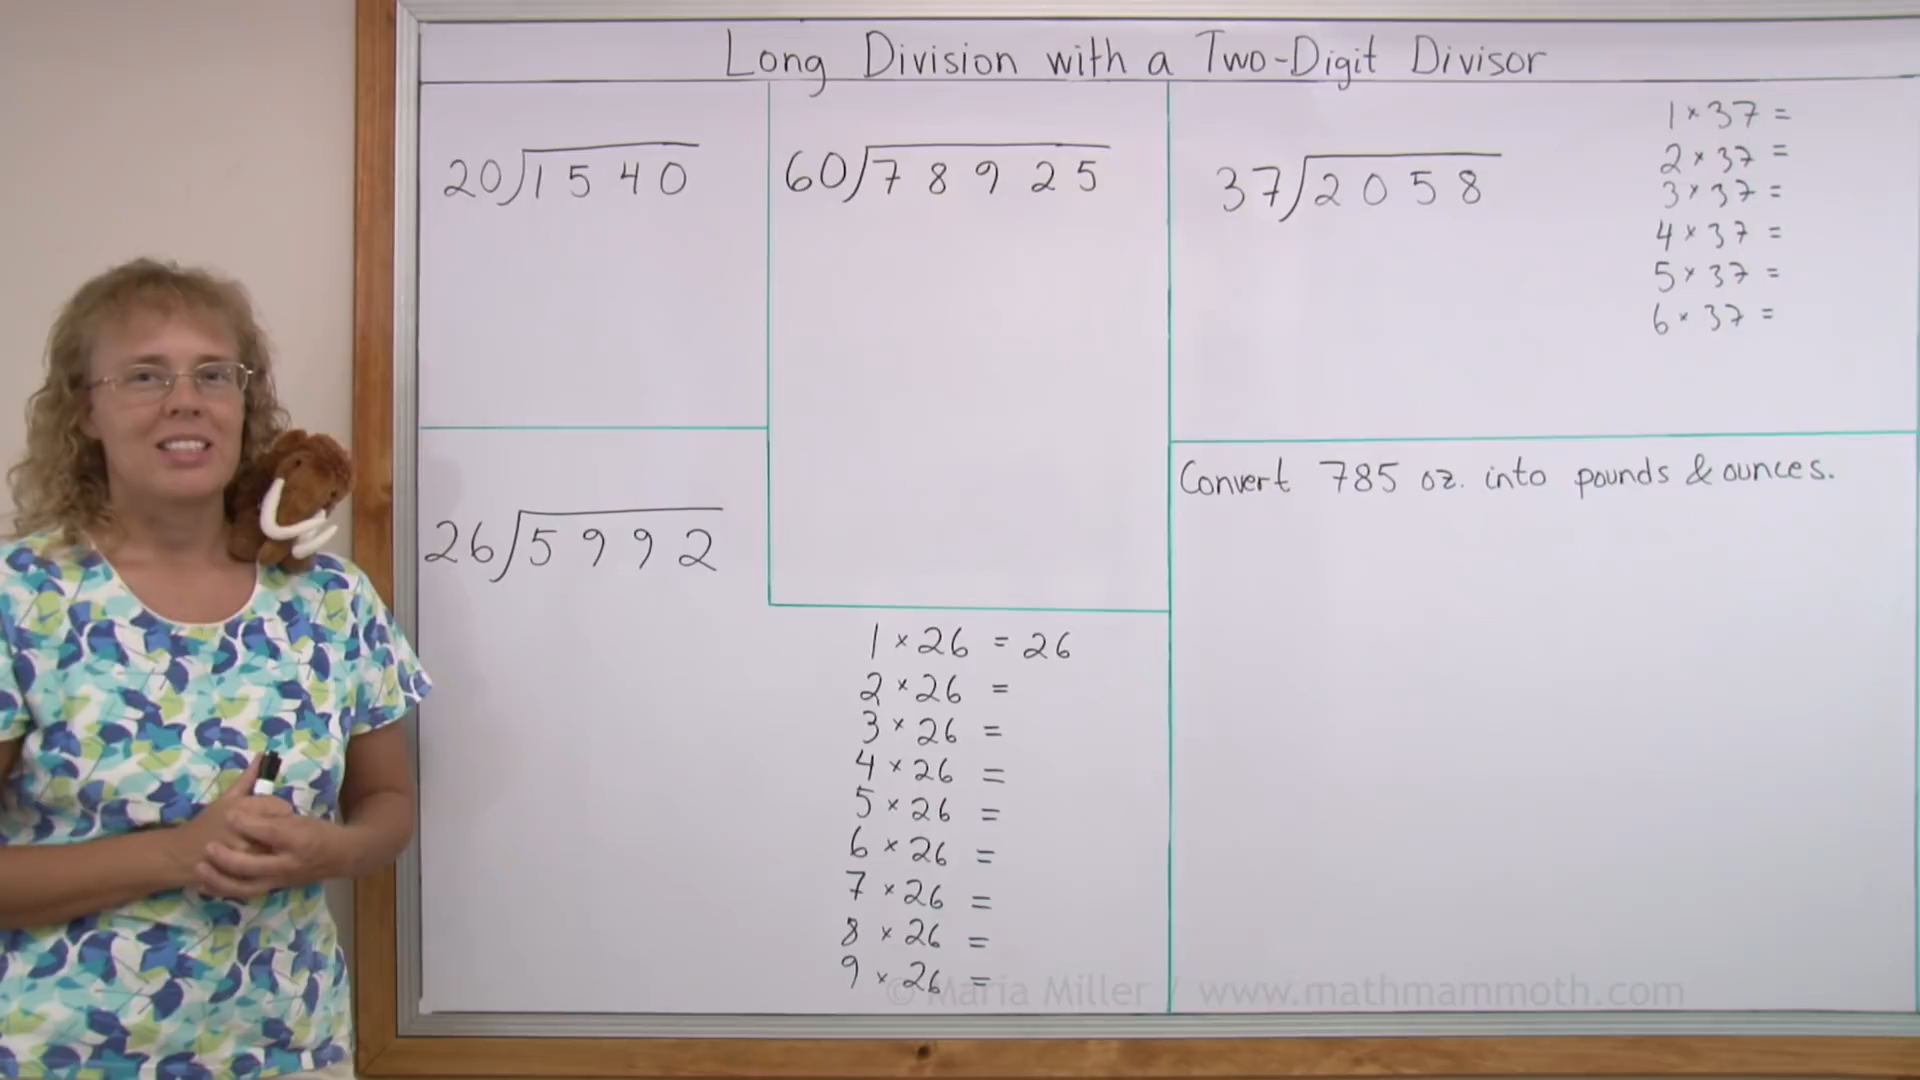 Long Division with a Two-Digit Divisor
20)1540
60)78925
37)2058
1 × 37 =
2 × 37 =
3 × 37 =
4 × 37 =
5 × 37 =
6 × 37 =
26)5992
1 × 26 = 26
2 × 26 =
3 × 26 =
4 × 26 =
5 × 26 =
6 × 26 =
7 × 26 =
8 × 26 =
9 × 26 =
Convert 785 oz. into pounds & ounces.
© Maria Miller / www.mathmammoth.com